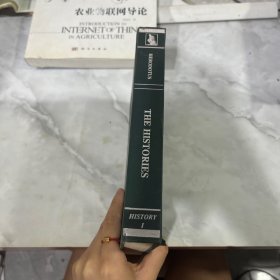 农业物联网导论
INTRODUCTION TO
INTERNET OF THINGS
IN AGRICULTURE
HERODOTUS
THE HISTORIES
HISTORY
I